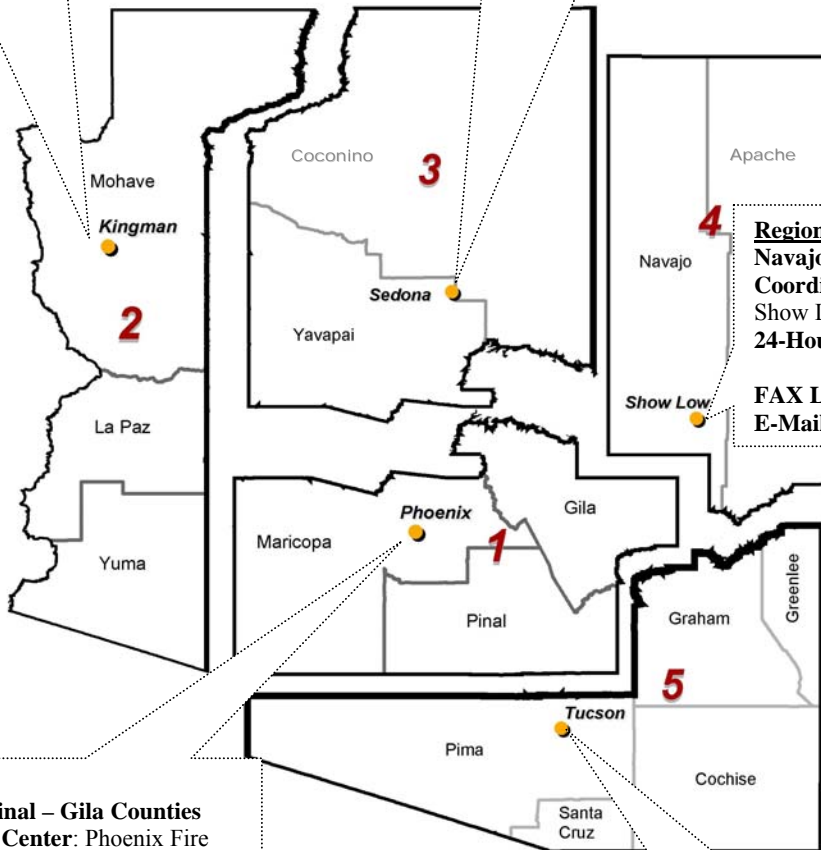 Coconino
3
Apache
Mohave
Kingman
4
Navajo
Region
Navajo
Coordi
Show L
24-Hou
FAX L
E-Mail
Sedona
2
Yavapai
La Paz
Show Low
Phoenix
Gila
Maricopa
1
Yuma
Pinal
Graham
Greenlee
5
Tucson
Pima
Cochise
Santa
Cruz
inal – Gila Counties
Center: Phoenix Fire